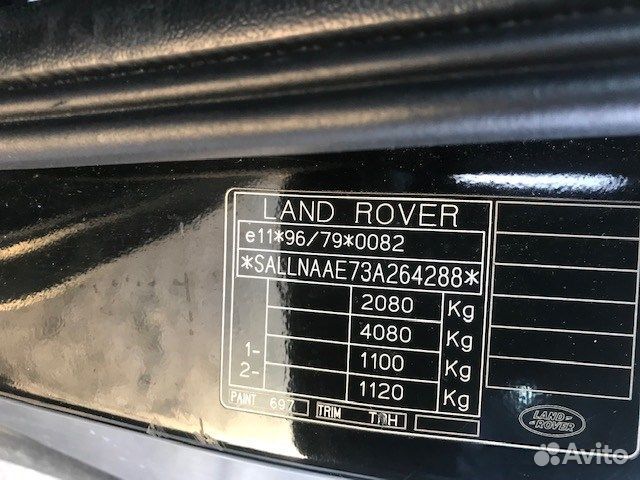 LAND ROVER
e11*96/79*0082
*SALLNAAE73A264288*
2080 Kg
4080 Kg
1- 1100 Kg
2- 1120 Kg
PAINT 697 TRIM
LAND-
ROVER
Avito